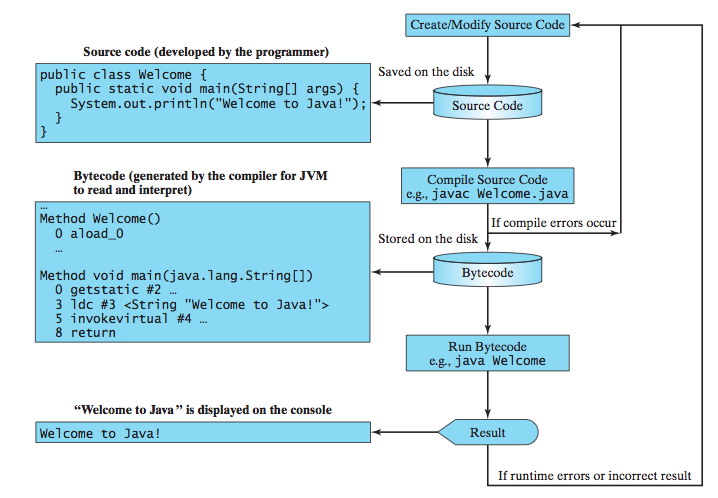 Create/Modify Source Code
Source code (developed by the programmer)
public class Welcome {
  public static void main(String[] args) {
    System.out.println("Welcome to Java!");
  }
}
Saved on the disk
Source Code
Compile Source Code
e.g., javac Welcome.java
If compile errors occur
Bytecode (generated by the compiler for JVM
to read and interpret)
…
Method Welcome()
  0 aload_0
  …
Method void main(java.lang.String[])
  0 getstatic #2 …
  3 ldc #3 <String "Welcome to Java!">
  5 invokevirtual #4 …
  8 return
Stored on the disk
Bytecode
Run Bytecode
e.g., java Welcome
“Welcome to Java” is displayed on the console
Welcome to Java!
Result
If runtime errors or incorrect result